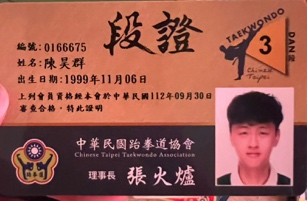 段證
TAEKWONDO
3
DAN 段
Chinese Taipei
編號：0166675
姓名：陳昊群
出生日期：1999年11月06日
上列會員資格經本會於中華民國112年09月30日
審查合格，特此證明
中華民國跆拳道協會
Chinese Taipei Taekwondo Association
理事長 張火爐